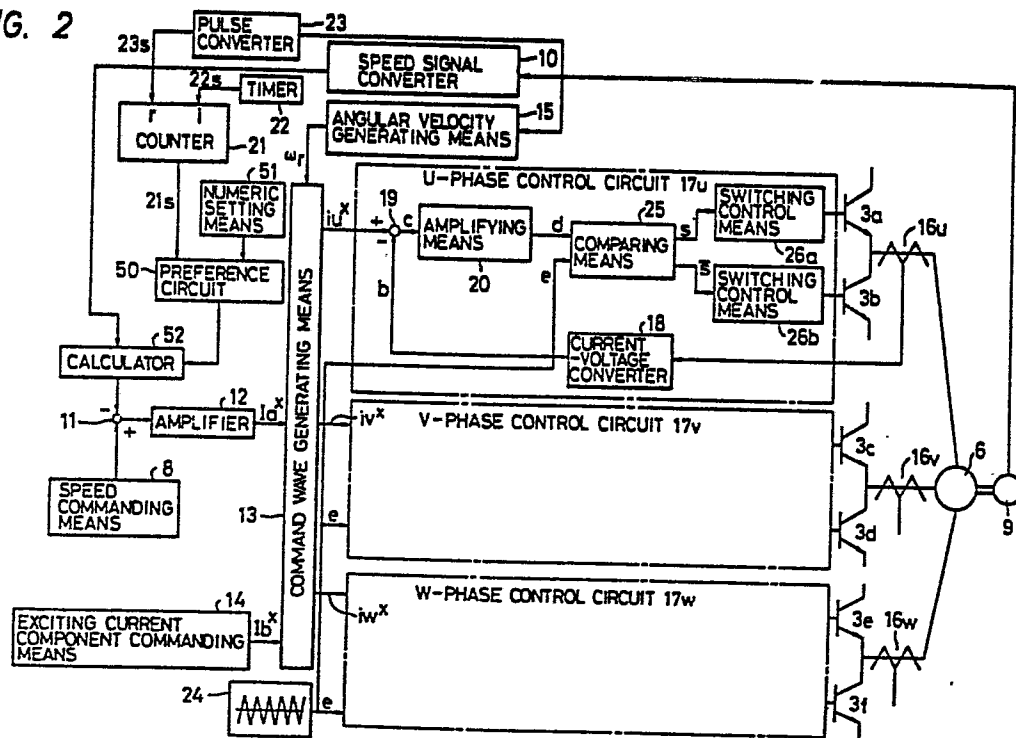 FIG. 2
PULSE
CONVERTER
23
23s
SPEED SIGNAL
CONVERTER
10
22s
TIMER
22
r
i
COUNTER
21
ANGULAR VELOCITY
GENERATING MEANS
15
ωr
21s
51
NUMERIC
SETTING
MEANS
50
PREFERENCE
CIRCUIT
52
CALCULATOR
-
11
+
12
AMPLIFIER
Ia^x
8
SPEED
COMMANDING
MEANS
13
COMMAND WAVE GENERATING MEANS
14
EXCITING CURRENT
COMPONENT COMMANDING
MEANS
Ib^x
24
U-PHASE CONTROL CIRCUIT 17u
iu^x
19
+
-
c
AMPLIFYING
MEANS
20
d
25
COMPARING
MEANS
e
s
s̄
SWITCHING
CONTROL
MEANS
26a
SWITCHING
CONTROL
MEANS
26b
b
18
CURRENT
-VOLTAGE
CONVERTER
3a
3b
16u
V-PHASE CONTROL CIRCUIT 17v
iv^x
e
3c
3d
16v
6
9
W-PHASE CONTROL CIRCUIT 17w
iw^x
e
3e
3f
16w